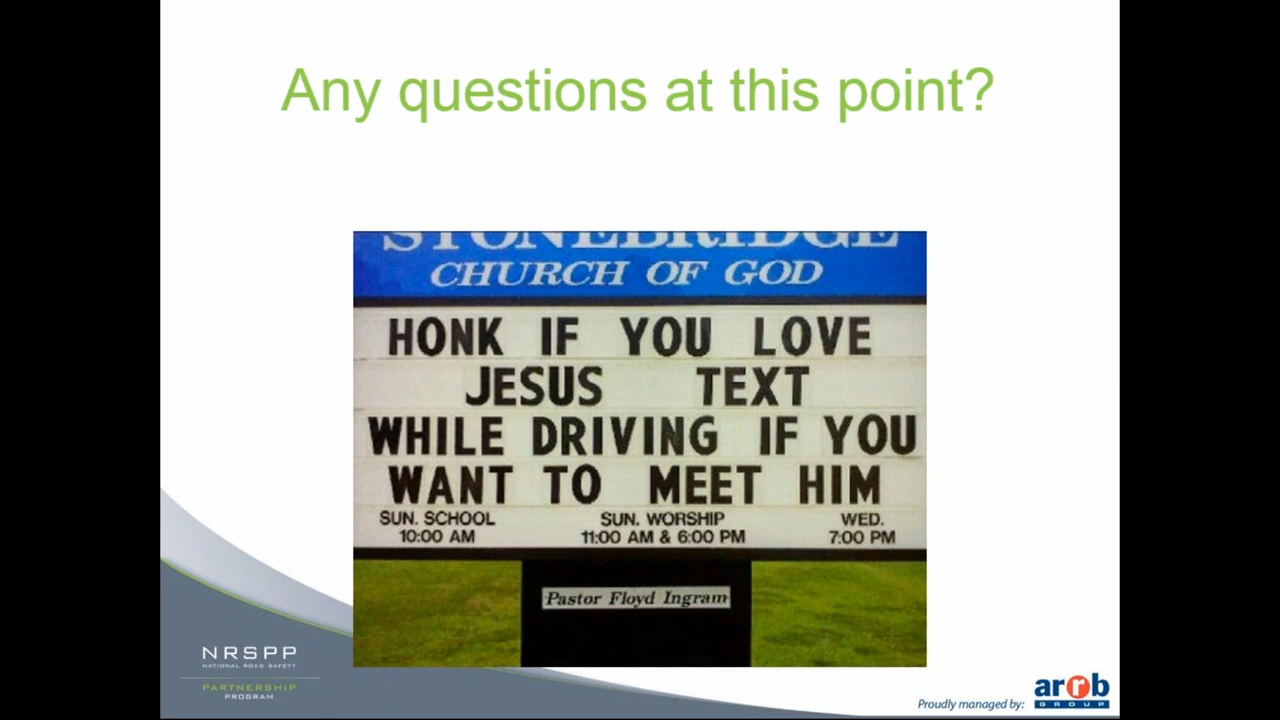 Any questions at this point?
STONEBRIDGE
CHURCH OF GOD
HONK IF YOU LOVE
JESUS TEXT
WHILE DRIVING IF YOU
WANT TO MEET HIM
SUN. SCHOOL SUN. WORSHIP WED.
10:00 AM 11:00 AM & 6:00 PM 7:00 PM
Pastor Floyd Ingram
NRSPP
NATIONAL ROAD SAFETY
PARTNERSHIP
PROGRAM
Proudly managed by:
arrb
GROUP